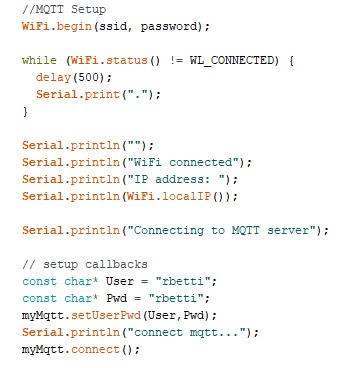 //MQTT Setup
WiFi.begin(ssid, password);
while (WiFi.status() != WL_CONNECTED) {
delay(500);
Serial.print(".");
}
Serial.println("");
Serial.println("WiFi connected");
Serial.println("IP address: ");
Serial.println(WiFi.localIP());
Serial.println("Connecting to MQTT server");
// setup callbacks
const char* User = "rbetti";
const char* Pwd = "rbetti";
myMqtt.setUserPwd(User,Pwd);
Serial.println("connect mqtt...");
myMqtt.connect();